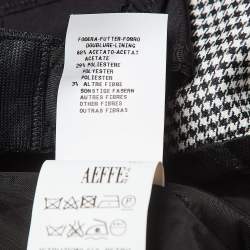 FODERA-FUTTER-FORRO
DOUBLURE-LINING
68% ACETATO-ACETAT
ACETATE
29% POLIESTERE
POLYESTER
POLIESTER
3% ALTRE FIBRE
SONSTIGE FASERN
AUTRES FIBRES
OTHER FIBRES
OUTRAS FIBRAS
AEFFE
SPA